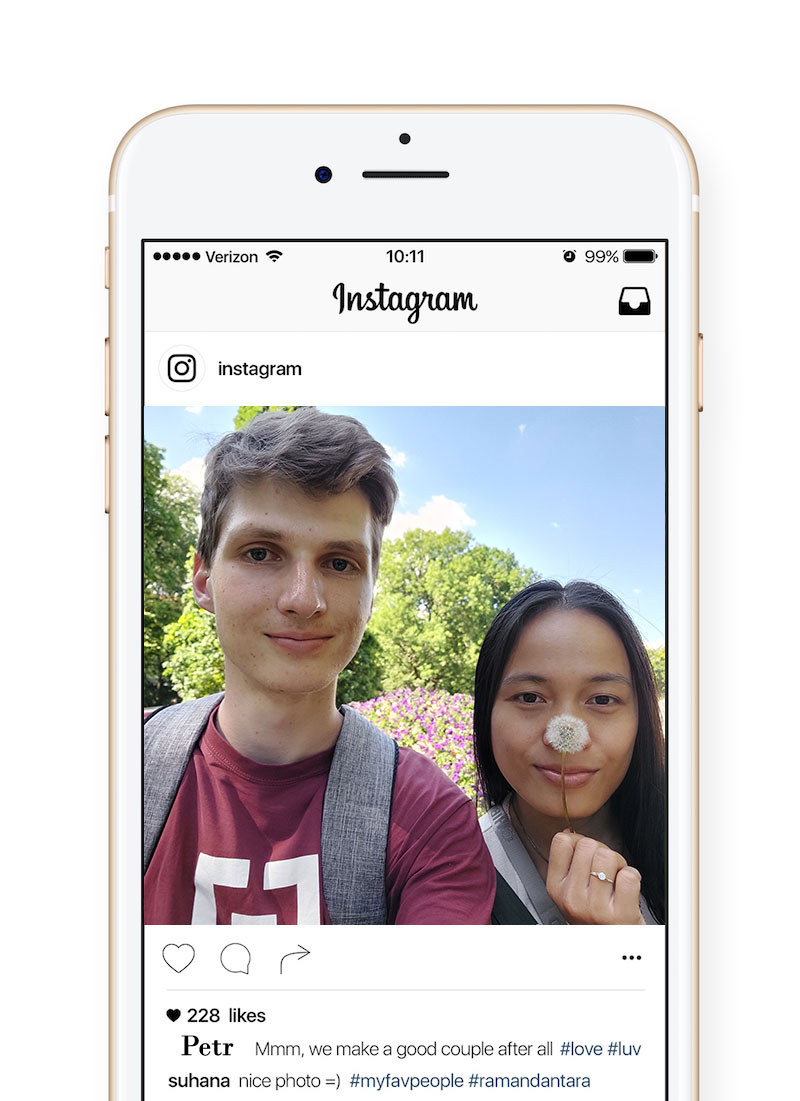 Verizon 10:11 99%
Instagram
instagram
228 likes
Petr Mmm, we make a good couple after all #love #luv
suhana nice photo =) #myfavpeople #ramandantara